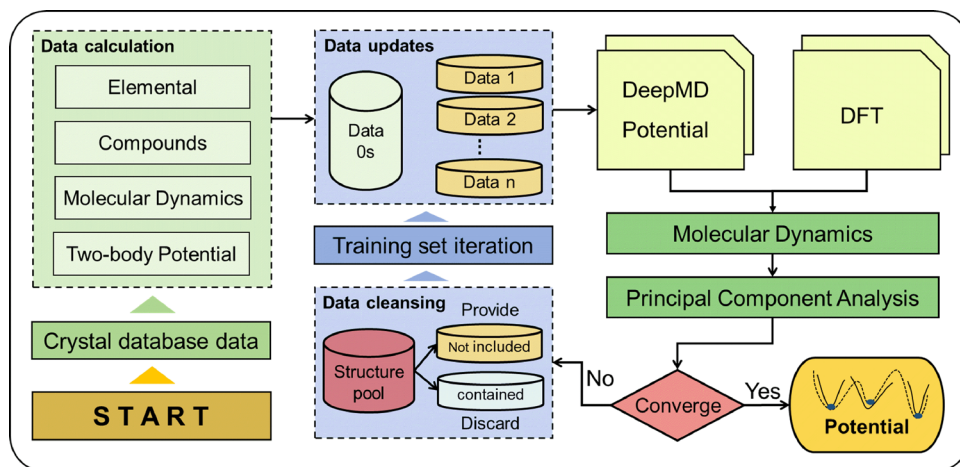 Data calculation
Elemental
Compounds
Molecular Dynamics
Two-body Potential
Crystal database data
START
Data updates
Data
0s
Data 1
Data 2
Data n
Training set iteration
Data cleansing
Provide
Structure
pool
Not included
contained
Discard
DeepMD
Potential
DFT
Molecular Dynamics
Principal Component Analysis
No
Converge
Yes
Potential